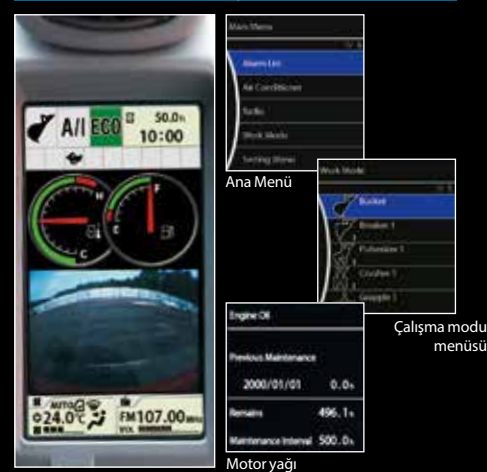 A/I ECO 50.0h
10:00
H
C
F
E
AUTO
24.0°C
FM107.00MHz
VOL
Main Menu
Alarm List
Air Conditioner
Radio
Work Mode
Setting Menu
Ana Menü
Work Mode
Bucket
Breaker 1
Pulverizer 1
Crusher 1
Grapple 1
Çalışma modu
menüsü
Engine Oil
Previous Maintenance
2000/01/01 0.0h
Remains 496.1h
Maintenance Interval 500.0h
Motor yağı